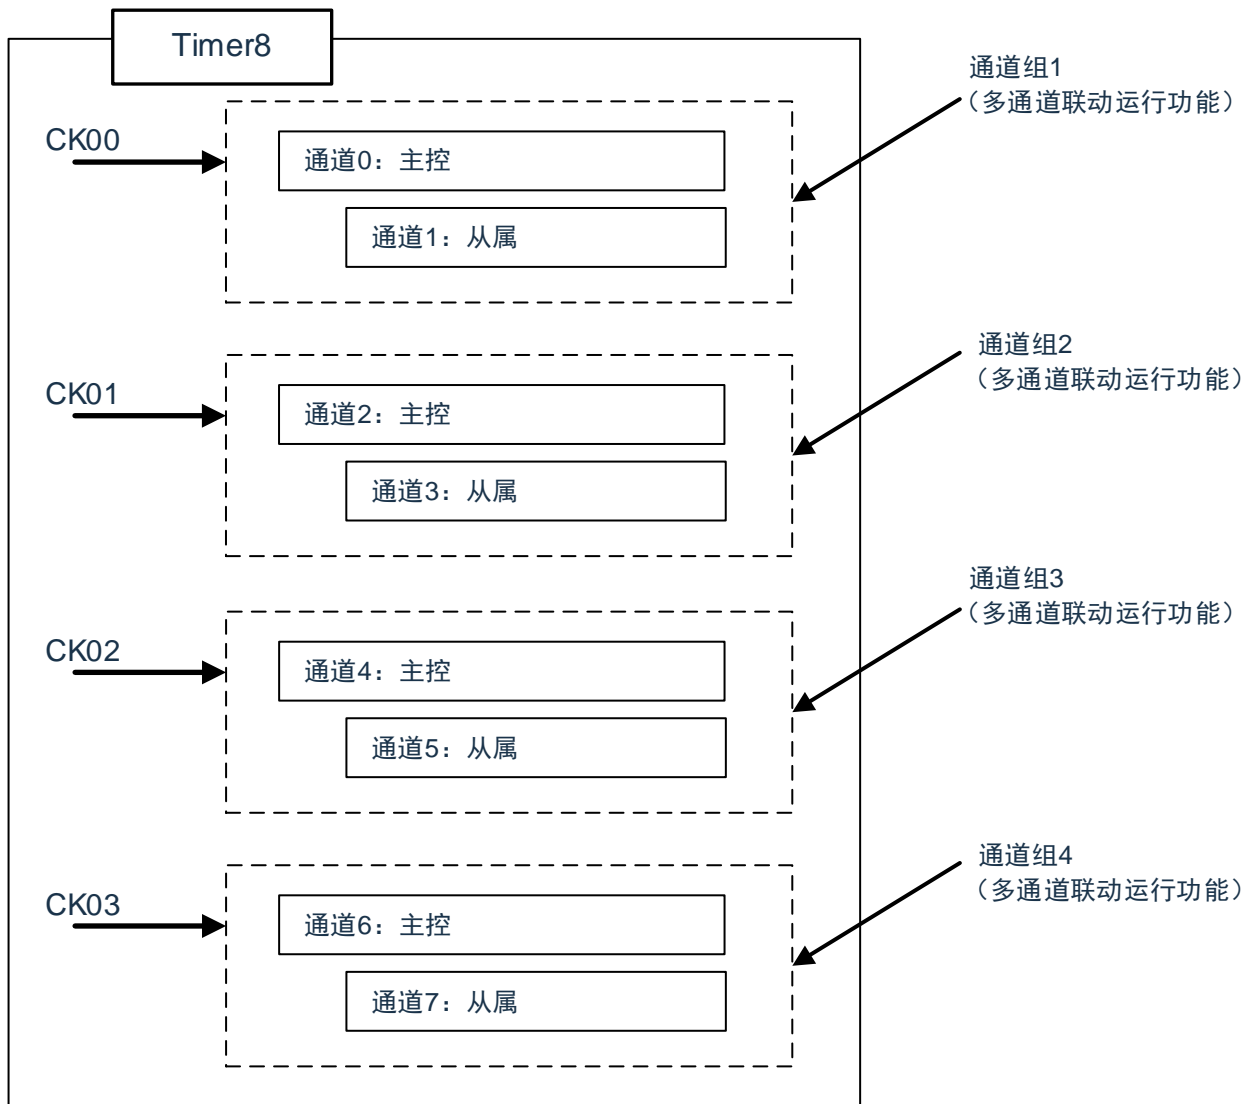 Timer8
通道组1
（多通道联动运行功能）
CK00
通道0：主控
通道1：从属
通道组2
（多通道联动运行功能）
CK01
通道2：主控
通道3：从属
通道组3
（多通道联动运行功能）
CK02
通道4：主控
通道5：从属
通道组4
（多通道联动运行功能）
CK03
通道6：主控
通道7：从属